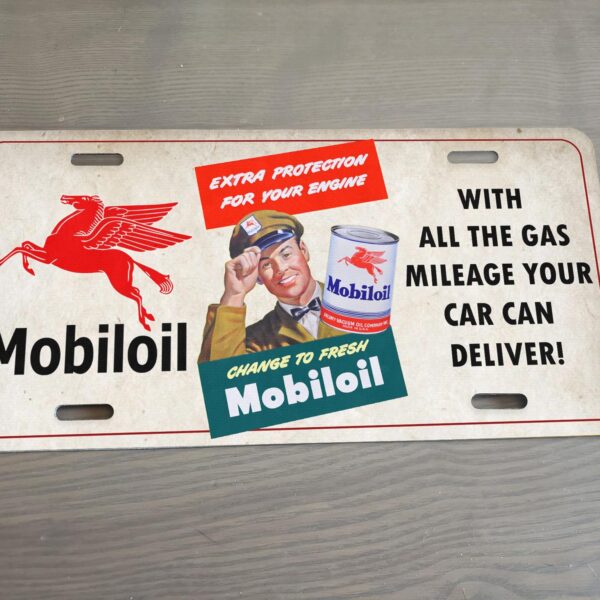 Mobiloil
EXTRA PROTECTION
FOR YOUR ENGINE
Mobiloil
CHANGE TO FRESH
Mobiloil
WITH
ALL THE GAS
MILEAGE YOUR
CAR CAN
DELIVER!